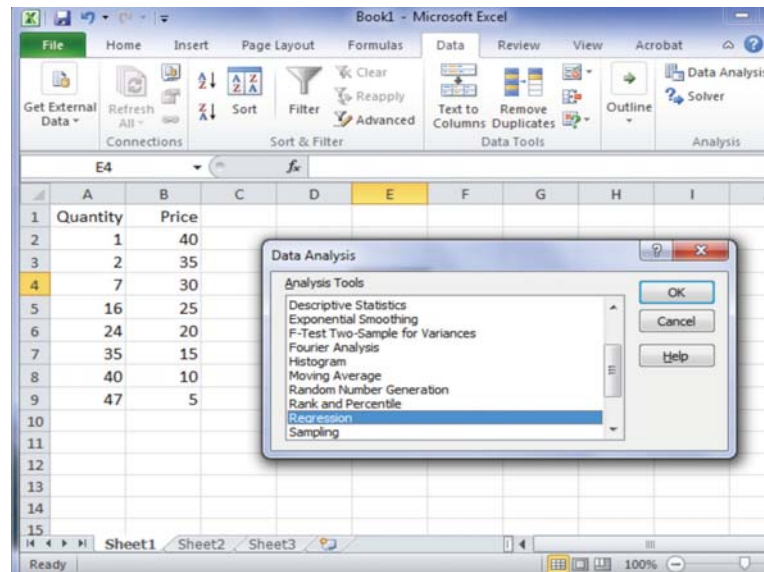 Book1 - Microsoft Excel
File Home Insert Page Layout Formulas Data Review View Acrobat
Get External Data
Refresh All
Connections
Sort
Filter
Clear
Reapply
Advanced
Sort & Filter
Text to Columns
Remove Duplicates
Data Tools
Outline
Data Analysis
Solver
Analysis
E4 fx
A B C D E F G H I
1 Quantity Price
2 1 40
3 2 35
4 7 30
5 16 25
6 24 20
7 35 15
8 40 10
9 47 5
10
11
12
13
14
15
Data Analysis
Analysis Tools
Descriptive Statistics
Exponential Smoothing
F-Test Two-Sample for Variances
Fourier Analysis
Histogram
Moving Average
Random Number Generation
Rank and Percentile
Regression
Sampling
OK
Cancel
Help
Sheet1 Sheet2 Sheet3
Ready 100%